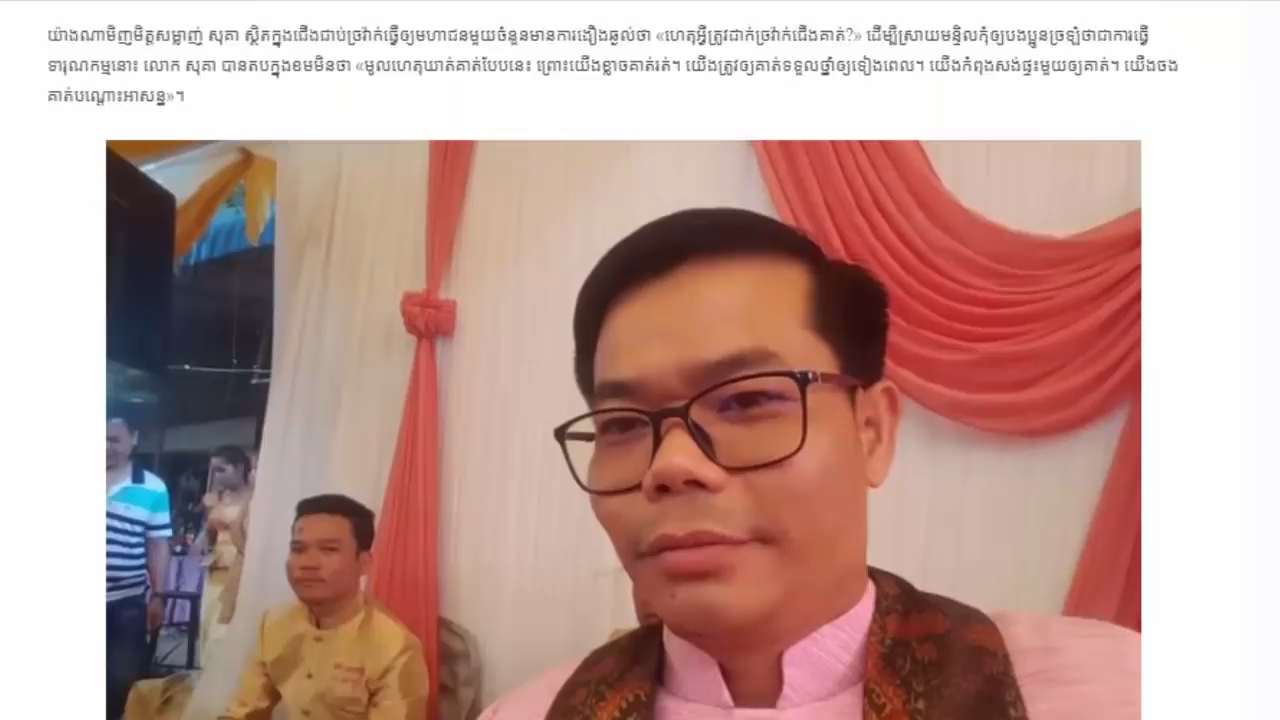 យ៉ាងណាមិញមិត្តសម្លាញ់ សុគា ស្ថិតក្នុងជើងជាប់ច្រវ៉ាក់ធ្វើឲ្យមហាជនមួយចំនួនមានការងឿងឆ្ងល់ថា «ហេតុអ្វីត្រូវដាក់ច្រវ៉ាក់ជើងគាត់?» ដើម្បីស្រាយមន្ទិលកុំឲ្យបងប្អូនច្រឡំថាជាការធ្វើ
ទារុណកម្មនោះ លោក សុគា បានតបក្នុងខមមិនថា «មូលហេតុឃាត់គាត់បែបនេះ ព្រោះយើងខ្លាចគាត់រត់។ យើងត្រូវឲ្យគាត់ទទួលថ្នាំឲ្យទៀងពេល។ យើងកំពុងសង់ផ្ទះមួយឲ្យគាត់។ យើងចង
គាត់បណ្ដោះអាសន្ន»។